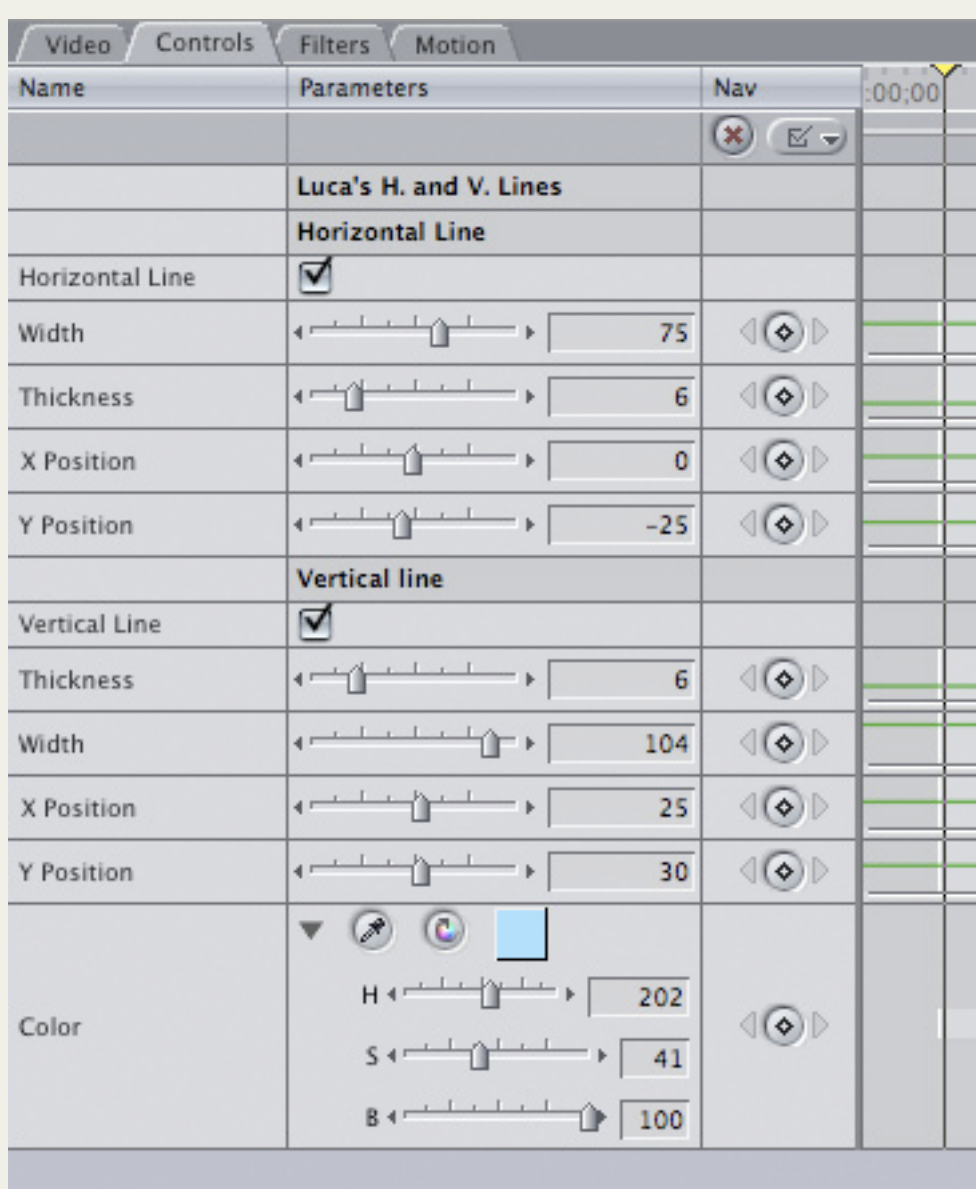 Video Controls Filters Motion
Name Parameters Nav :00;00
Luca's H. and V. Lines
Horizontal Line
Horizontal Line
Width 75
Thickness 6
X Position 0
Y Position -25
Vertical line
Vertical Line
Thickness 6
Width 104
X Position 25
Y Position 30
Color
H 202
S 41
B 100